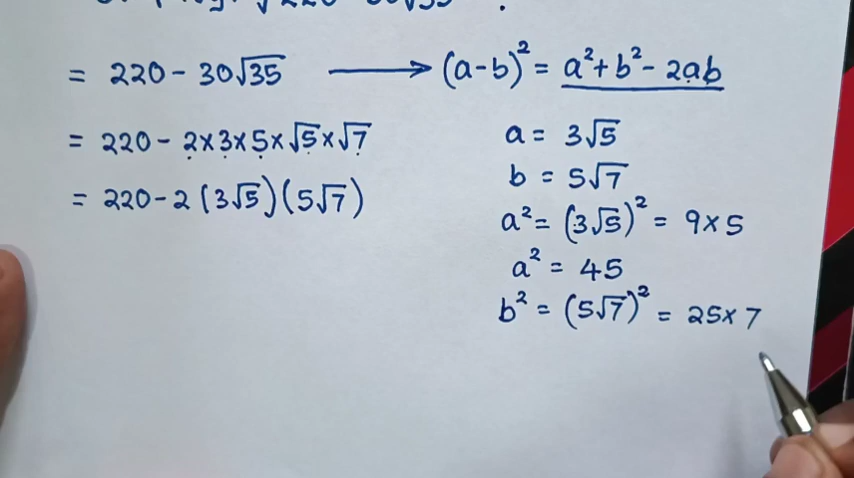 = 220 - 30√35 ⟶ (a-b)² = a²+b²- 2ab
= 220 - 2×3×5×√5×√7
a = 3√5
b = 5√7
= 220-2(3√5)(5√7)
a² = (3√5)² = 9×5
a² = 45
b² = (5√7)² = 25×7